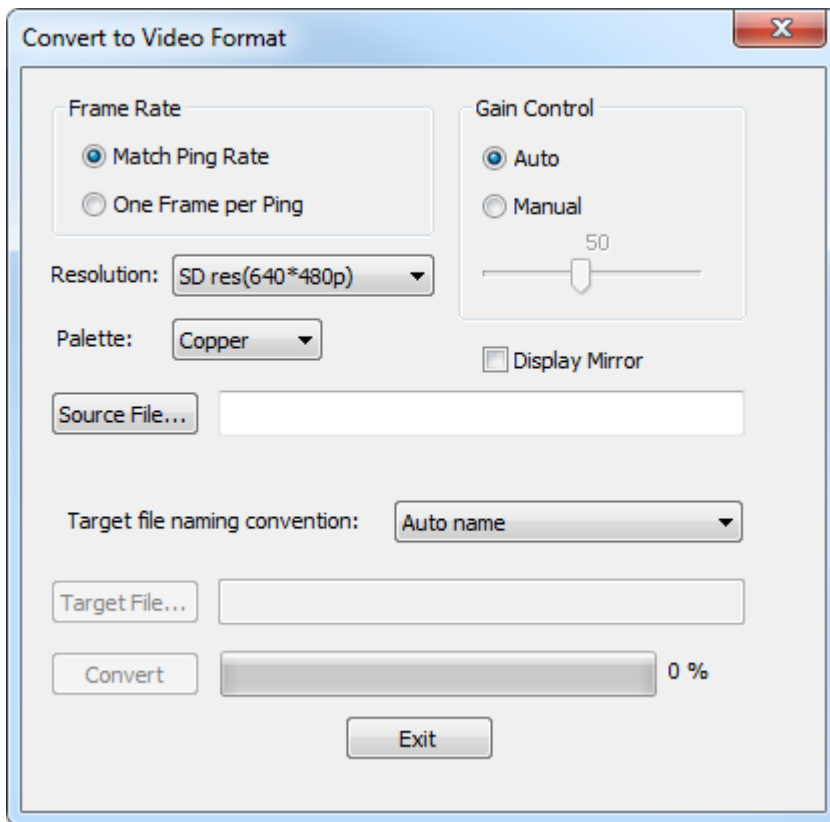 Convert to Video Format
Frame Rate
Match Ping Rate
One Frame per Ping
Gain Control
Auto
Manual
50
Resolution:
SD res(640*480p)
Palette:
Copper
Display Mirror
Source File...
Target file naming convention:
Auto name
Target File...
Convert
0 %
Exit